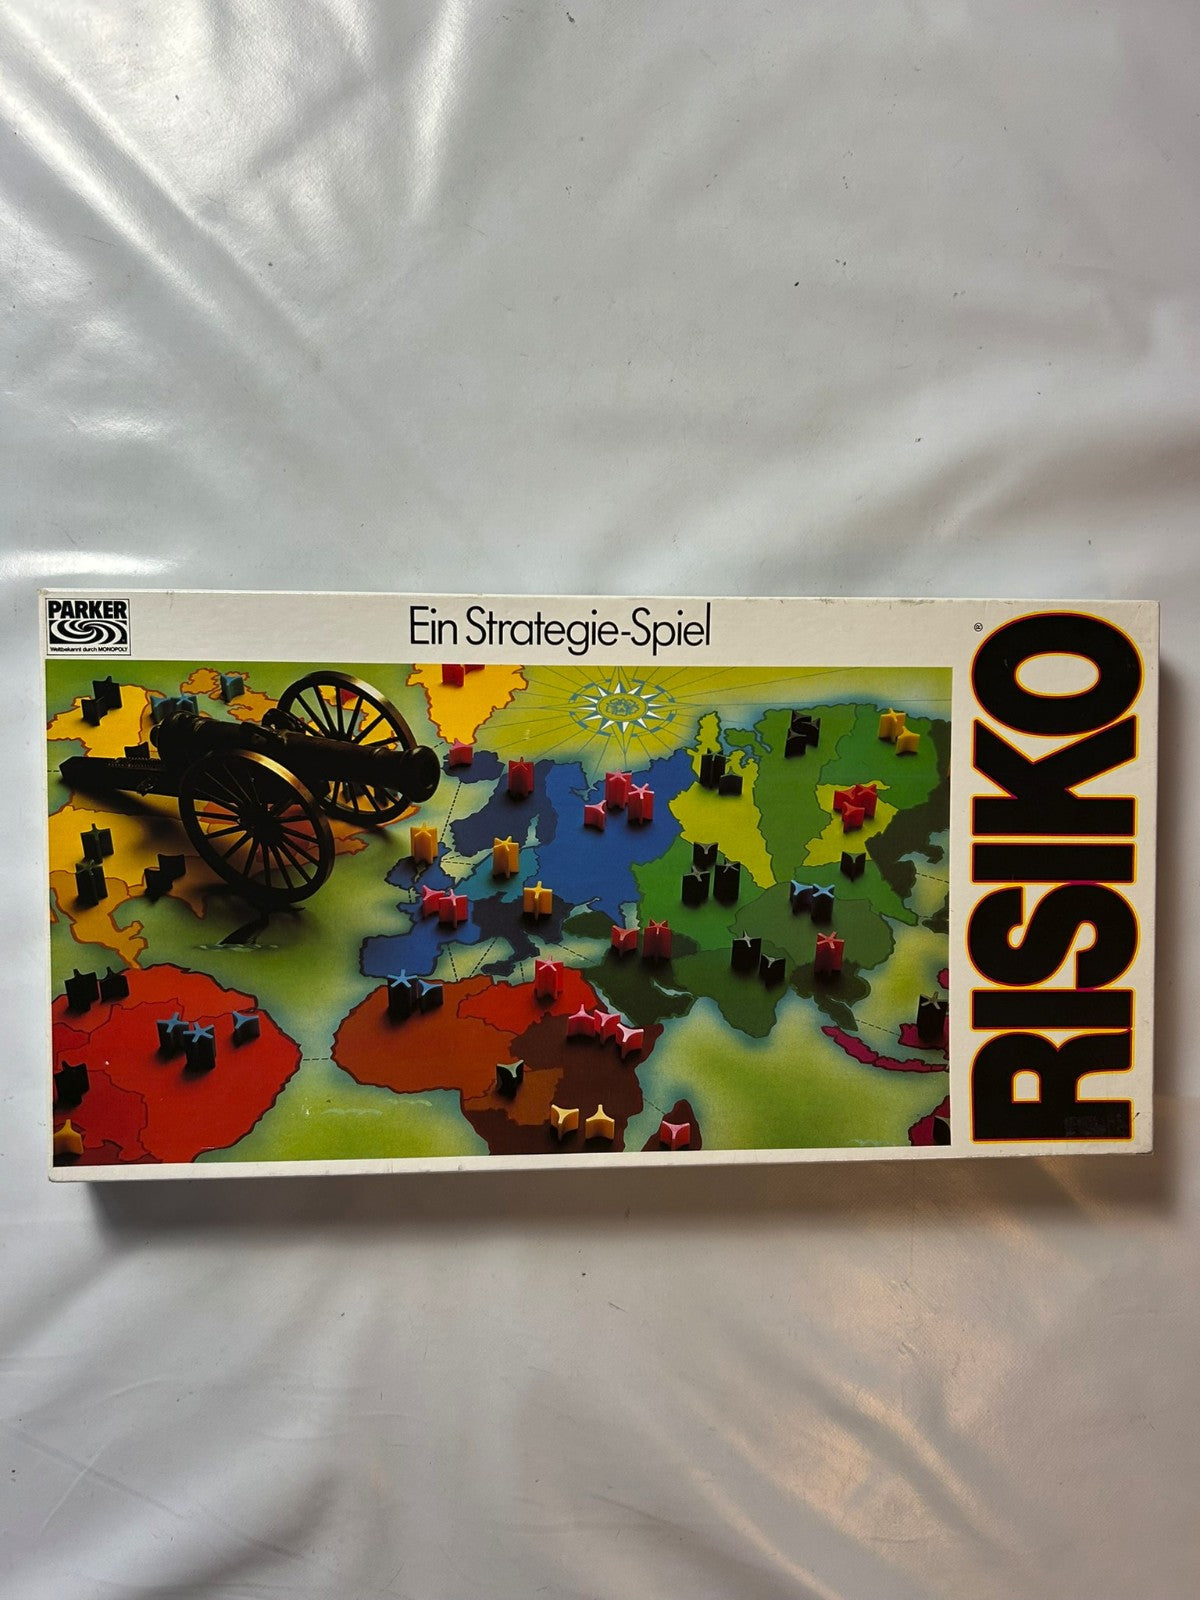 PARKER
Weltbekannt durch MONOPOLY
Ein Strategie-Spiel
RISIKO®